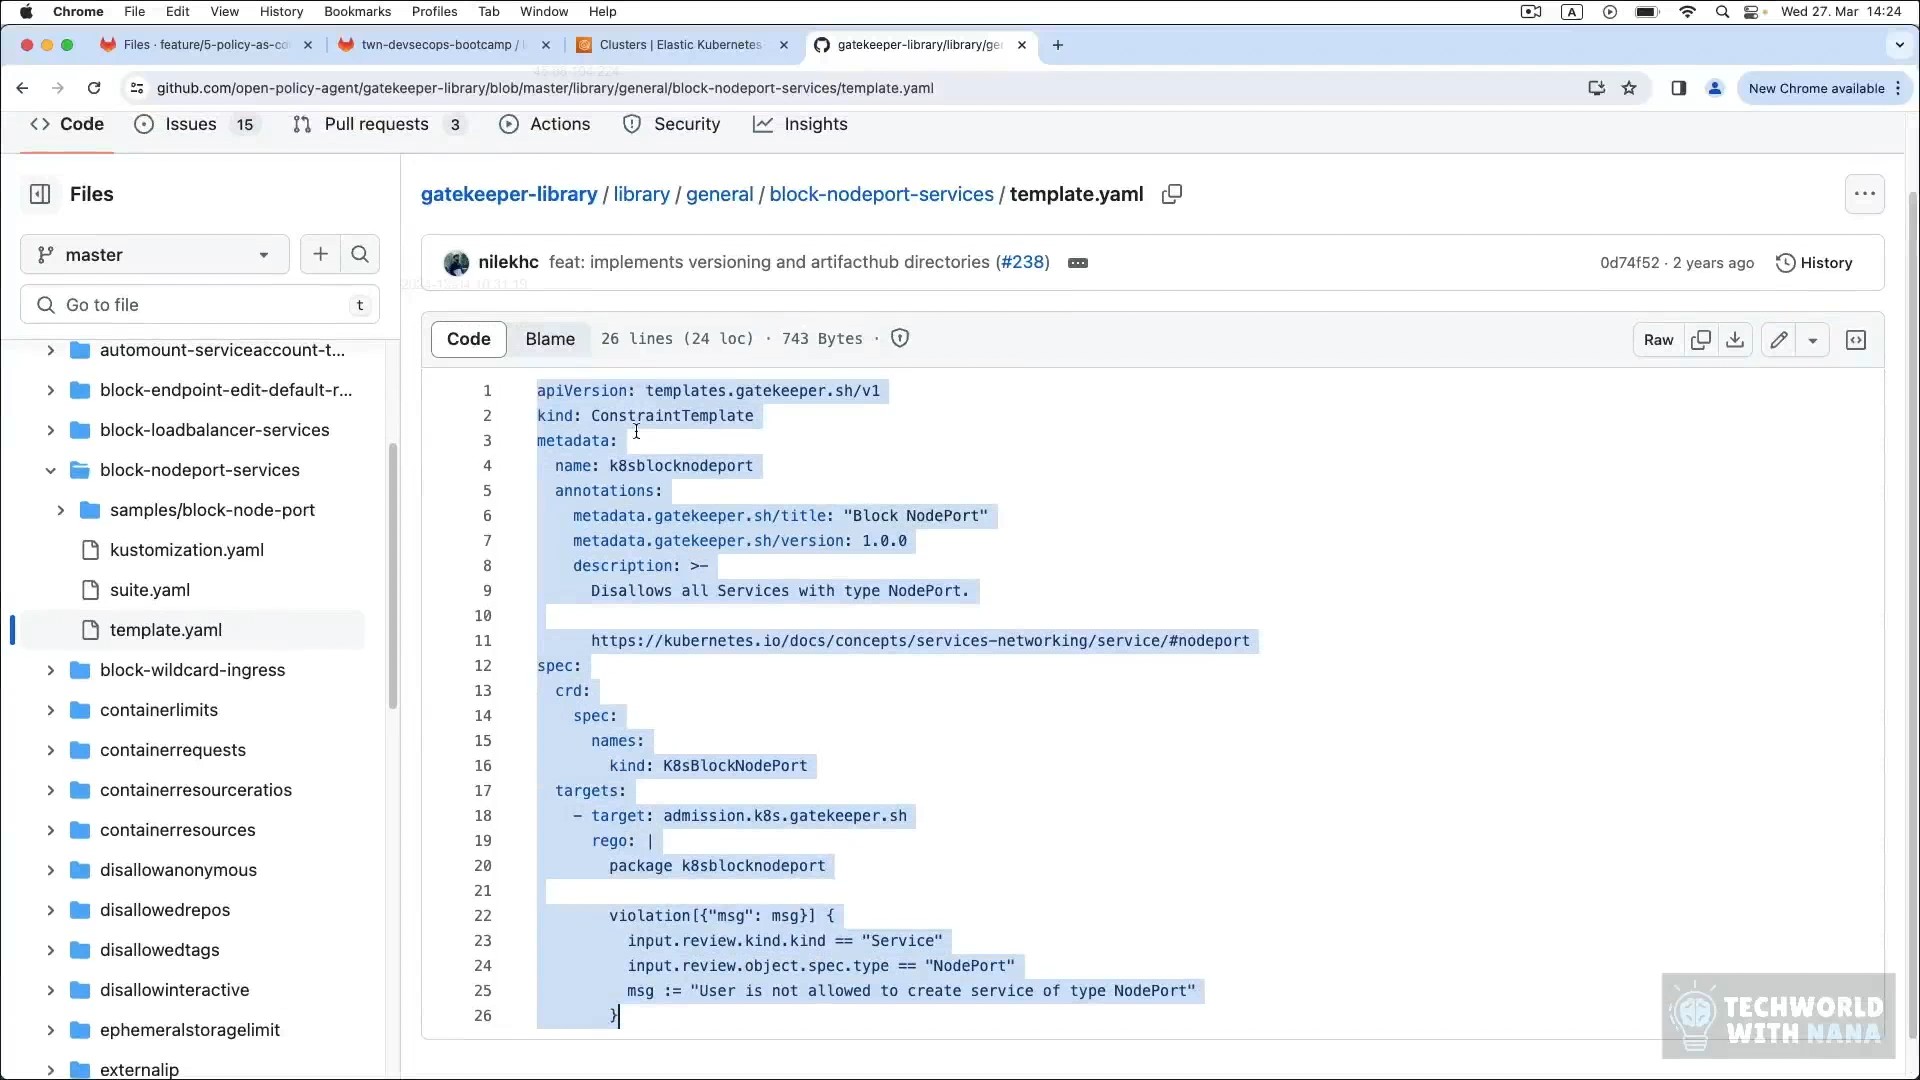 Chrome File Edit View History Bookmarks Profiles Tab Window Help A Wed 27. Mar 14:24
Files · feature/5-policy-as-co
twn-devsecops-bootcamp /
Clusters | Elastic Kubernetes
gatekeeper-library/library/ge
github.com/open-policy-agent/gatekeeper-library/blob/master/library/general/block-nodeport-services/template.yaml
New Chrome available
Code Issues 15 Pull requests 3 Actions Security Insights
Files
master
Go to file t
automount-serviceaccount-t...
block-endpoint-edit-default-r...
block-loadbalancer-services
block-nodeport-services
samples/block-node-port
kustomization.yaml
suite.yaml
template.yaml
block-wildcard-ingress
containerlimits
containerrequests
containerresourceratios
containerresources
disallowanonymous
disallowedrepos
disallowedtags
disallowinteractive
ephemeralstoragelimit
externalip
gatekeeper-library / library / general / block-nodeport-services / template.yaml
nilekhc feat: implements versioning and artifacthub directories (#238) 0d74f52 · 2 years ago History
Code Blame 26 lines (24 loc) · 743 Bytes · Raw
1 apiVersion: templates.gatekeeper.sh/v1
2 kind: ConstraintTemplate
3 metadata:
4 name: k8sblocknodeport
5 annotations:
6 metadata.gatekeeper.sh/title: "Block NodePort"
7 metadata.gatekeeper.sh/version: 1.0.0
8 description: >-
9 Disallows all Services with type NodePort.
10
11 https://kubernetes.io/docs/concepts/services-networking/service/#nodeport
12 spec:
13 crd:
14 spec:
15 names:
16 kind: K8sBlockNodePort
17 targets:
18 - target: admission.k8s.gatekeeper.sh
19 rego: |
20 package k8sblocknodeport
21
22 violation[{"msg": msg}] {
23 input.review.kind.kind == "Service"
24 input.review.object.spec.type == "NodePort"
25 msg := "User is not allowed to create service of type NodePort"
26 }
TECHWORLD
WITH NANA